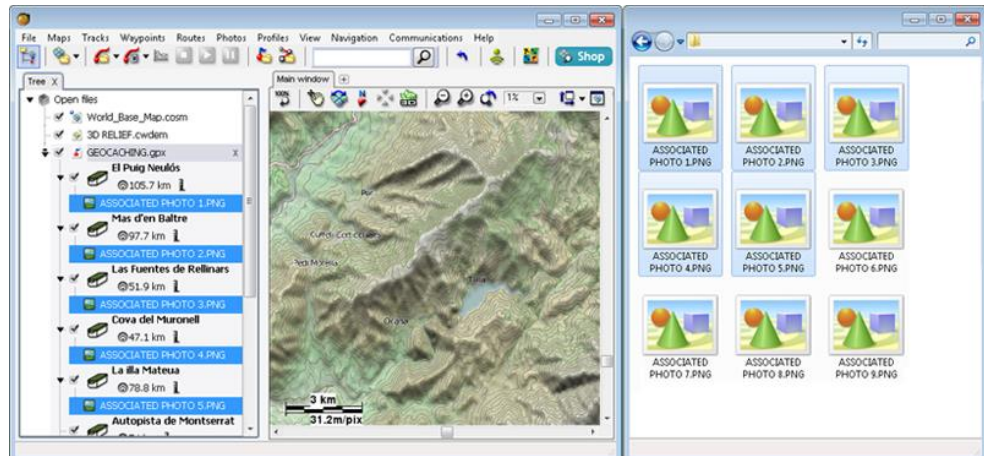 File Maps Tracks Waypoints Routes Photos Profiles View Navigation Communications Help
Shop
Tree X
Open files
World_Base_Map.cosm
3D RELIEF.cwdem
GEOCACHING.gpx x
El Puig Neulós
105.7 km
ASSOCIATED PHOTO 1.PNG
Mas d'en Baltre
97.7 km
ASSOCIATED PHOTO 2.PNG
Las Fuentes de Rellinars
51.9 km
ASSOCIATED PHOTO 3.PNG
Cova del Muronell
47.1 km
ASSOCIATED PHOTO 4.PNG
La illa Mateua
78.8 km
ASSOCIATED PHOTO 5.PNG
Autopista de Montserrat
Main window
100%
1%
Ocaña
3 km
31.2m/pix
ASSOCIATED PHOTO 1.PNG
ASSOCIATED PHOTO 2.PNG
ASSOCIATED PHOTO 3.PNG
ASSOCIATED PHOTO 4.PNG
ASSOCIATED PHOTO 5.PNG
ASSOCIATED PHOTO 6.PNG
ASSOCIATED PHOTO 7.PNG
ASSOCIATED PHOTO 8.PNG
ASSOCIATED PHOTO 9.PNG